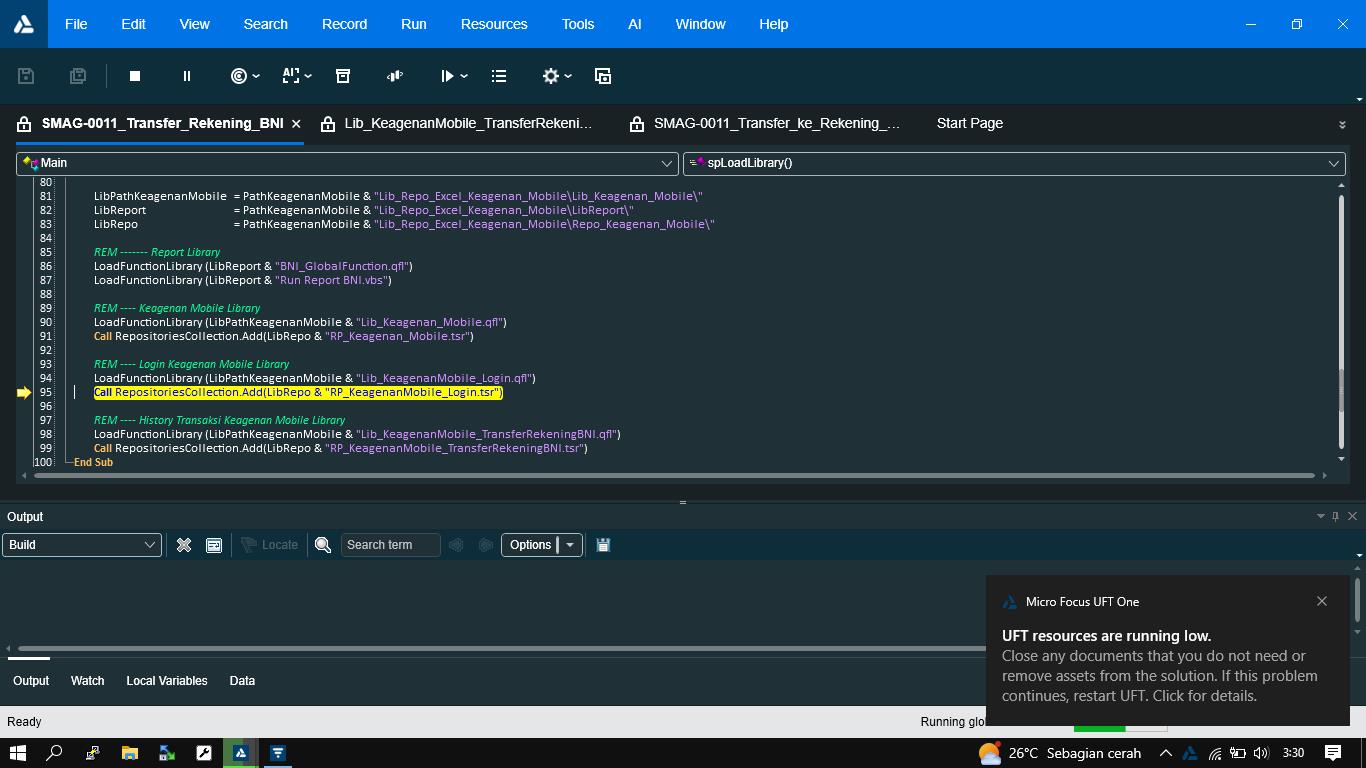 File Edit View Search Record Run Resources Tools AI Window Help
SMAG-0011_Transfer_Rekening_BNI Lib_KeagenanMobile_TransferRekeni... SMAG-0011_Transfer_ke_Rekening_... Start Page
Main spLoadLibrary()
80
81 LibPathKeagenanMobile = PathKeagenanMobile & "Lib_Repo_Excel_Keagenan_Mobile\Lib_Keagenan_Mobile\"
82 LibReport = PathKeagenanMobile & "Lib_Repo_Excel_Keagenan_Mobile\LibReport\"
83 LibRepo = PathKeagenanMobile & "Lib_Repo_Excel_Keagenan_Mobile\Repo_Keagenan_Mobile\"
84
85 REM ------- Report Library
86 LoadFunctionLibrary (LibReport & "BNI_GlobalFunction.qfl")
87 LoadFunctionLibrary (LibReport & "Run Report BNI.vbs")
88
89 REM ---- Keagenan Mobile Library
90 LoadFunctionLibrary (LibPathKeagenanMobile & "Lib_Keagenan_Mobile.qfl")
91 Call RepositoriesCollection.Add(LibRepo & "RP_Keagenan_Mobile.tsr")
92
93 REM ---- Login Keagenan Mobile Library
94 LoadFunctionLibrary (LibPathKeagenanMobile & "Lib_KeagenanMobile_Login.qfl")
95 Call RepositoriesCollection.Add(LibRepo & "RP_KeagenanMobile_Login.tsr")
96
97 REM ---- History Transaksi Keagenan Mobile Library
98 LoadFunctionLibrary (LibPathKeagenanMobile & "Lib_KeagenanMobile_TransferRekeningBNI.qfl")
99 Call RepositoriesCollection.Add(LibRepo & "RP_KeagenanMobile_TransferRekeningBNI.tsr")
100 End Sub
Output
Build Locate Search term Options
Micro Focus UFT One
UFT resources are running low.
Close any documents that you do not need or
remove assets from the solution. If this problem
continues, restart UFT. Click for details.
Output Watch Local Variables Data
Ready Running glo
26°C Sebagian cerah 3:30